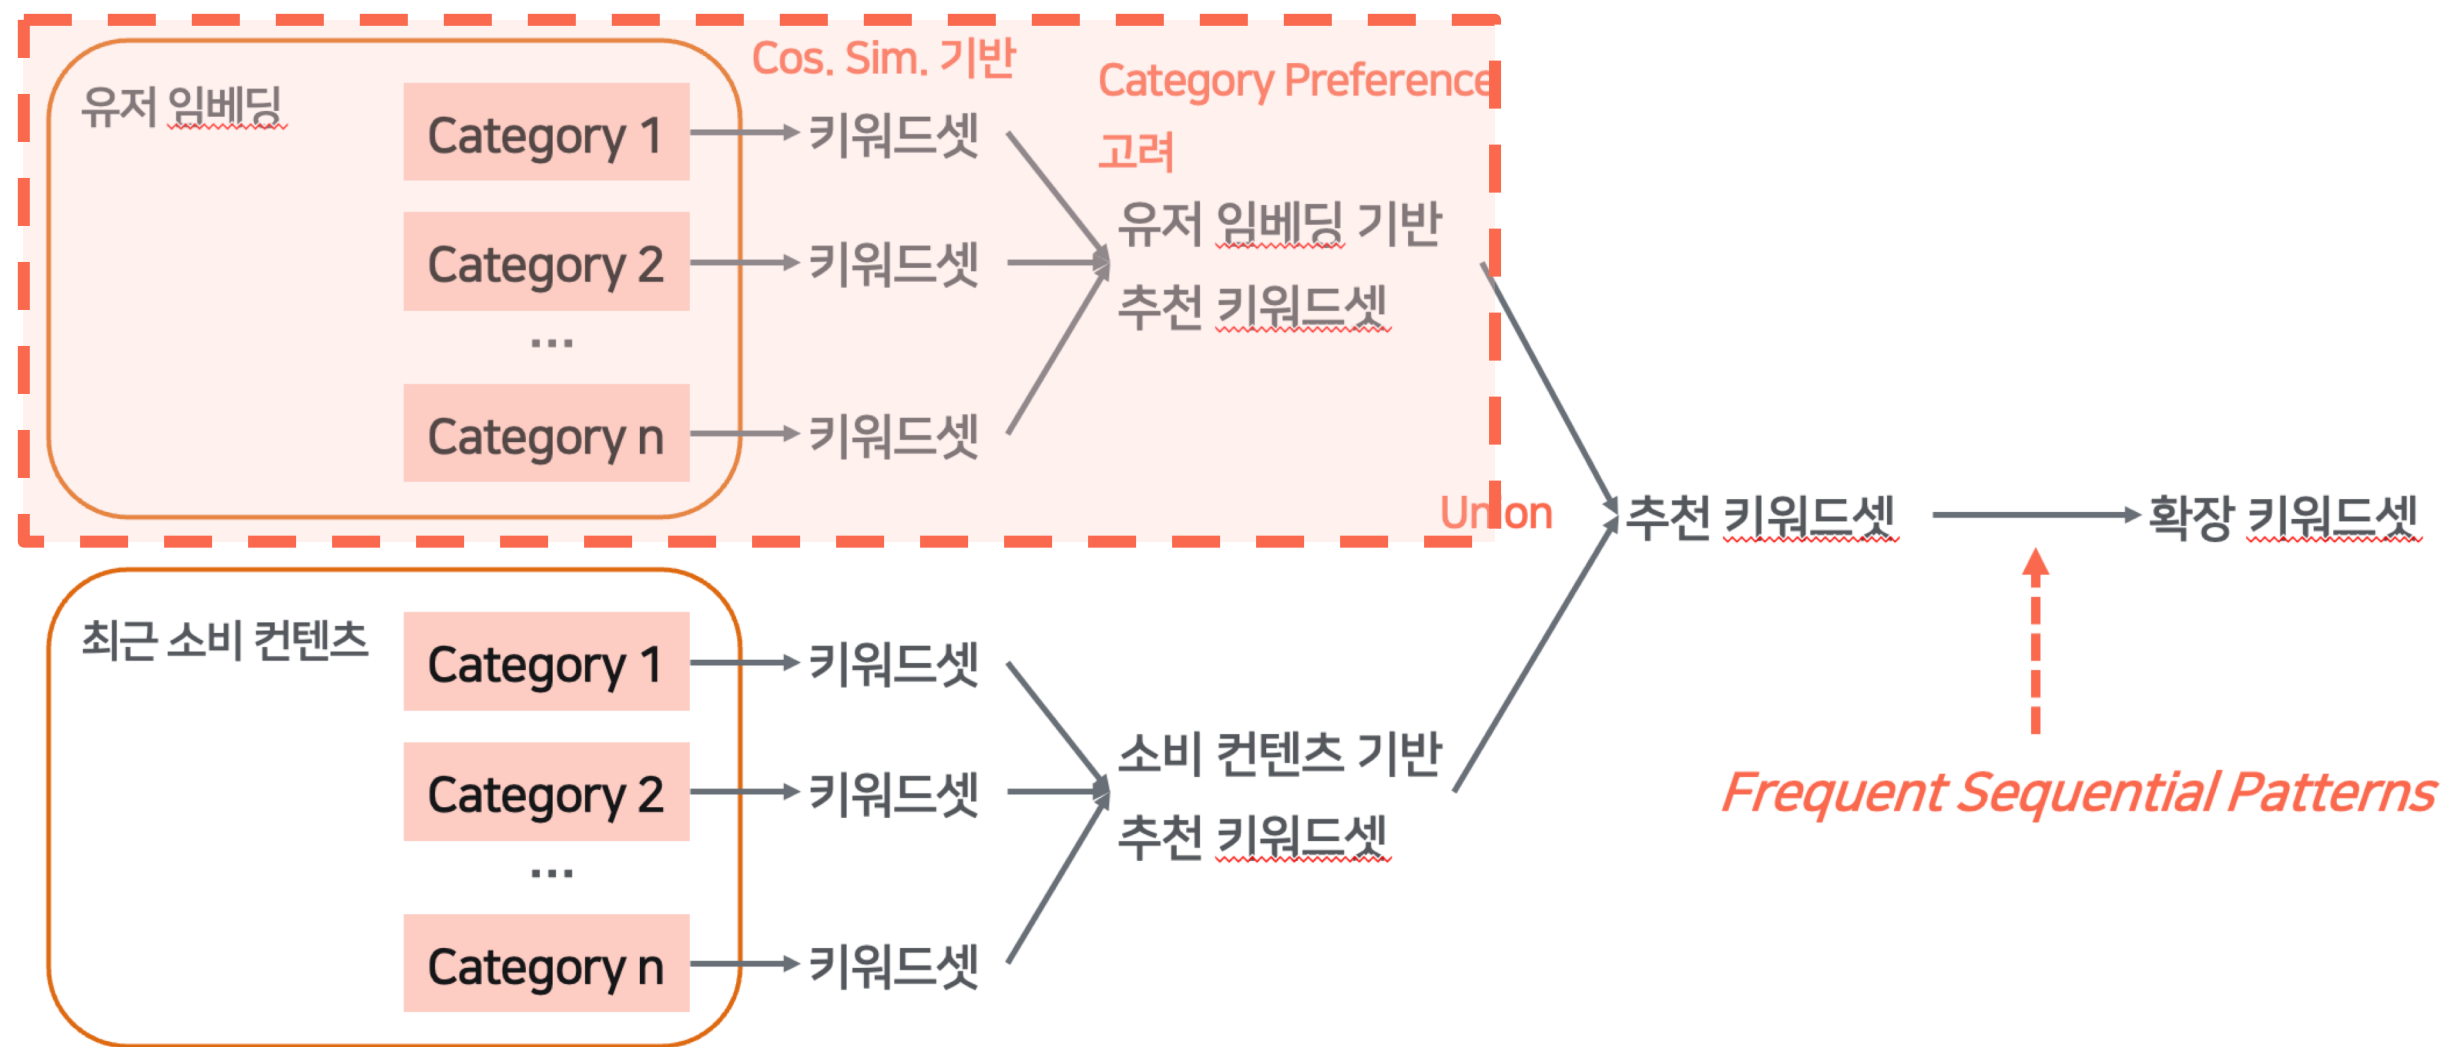 유저 임베딩
Category 1
Category 2
...
Category n
Cos. Sim. 기반
키워드셋
키워드셋
키워드셋
Category Preference
고려
유저 임베딩 기반
추천 키워드셋
Union
최근 소비 컨텐츠
Category 1
Category 2
...
Category n
키워드셋
키워드셋
키워드셋
소비 컨텐츠 기반
추천 키워드셋
추천 키워드셋
확장 키워드셋
Frequent Sequential Patterns